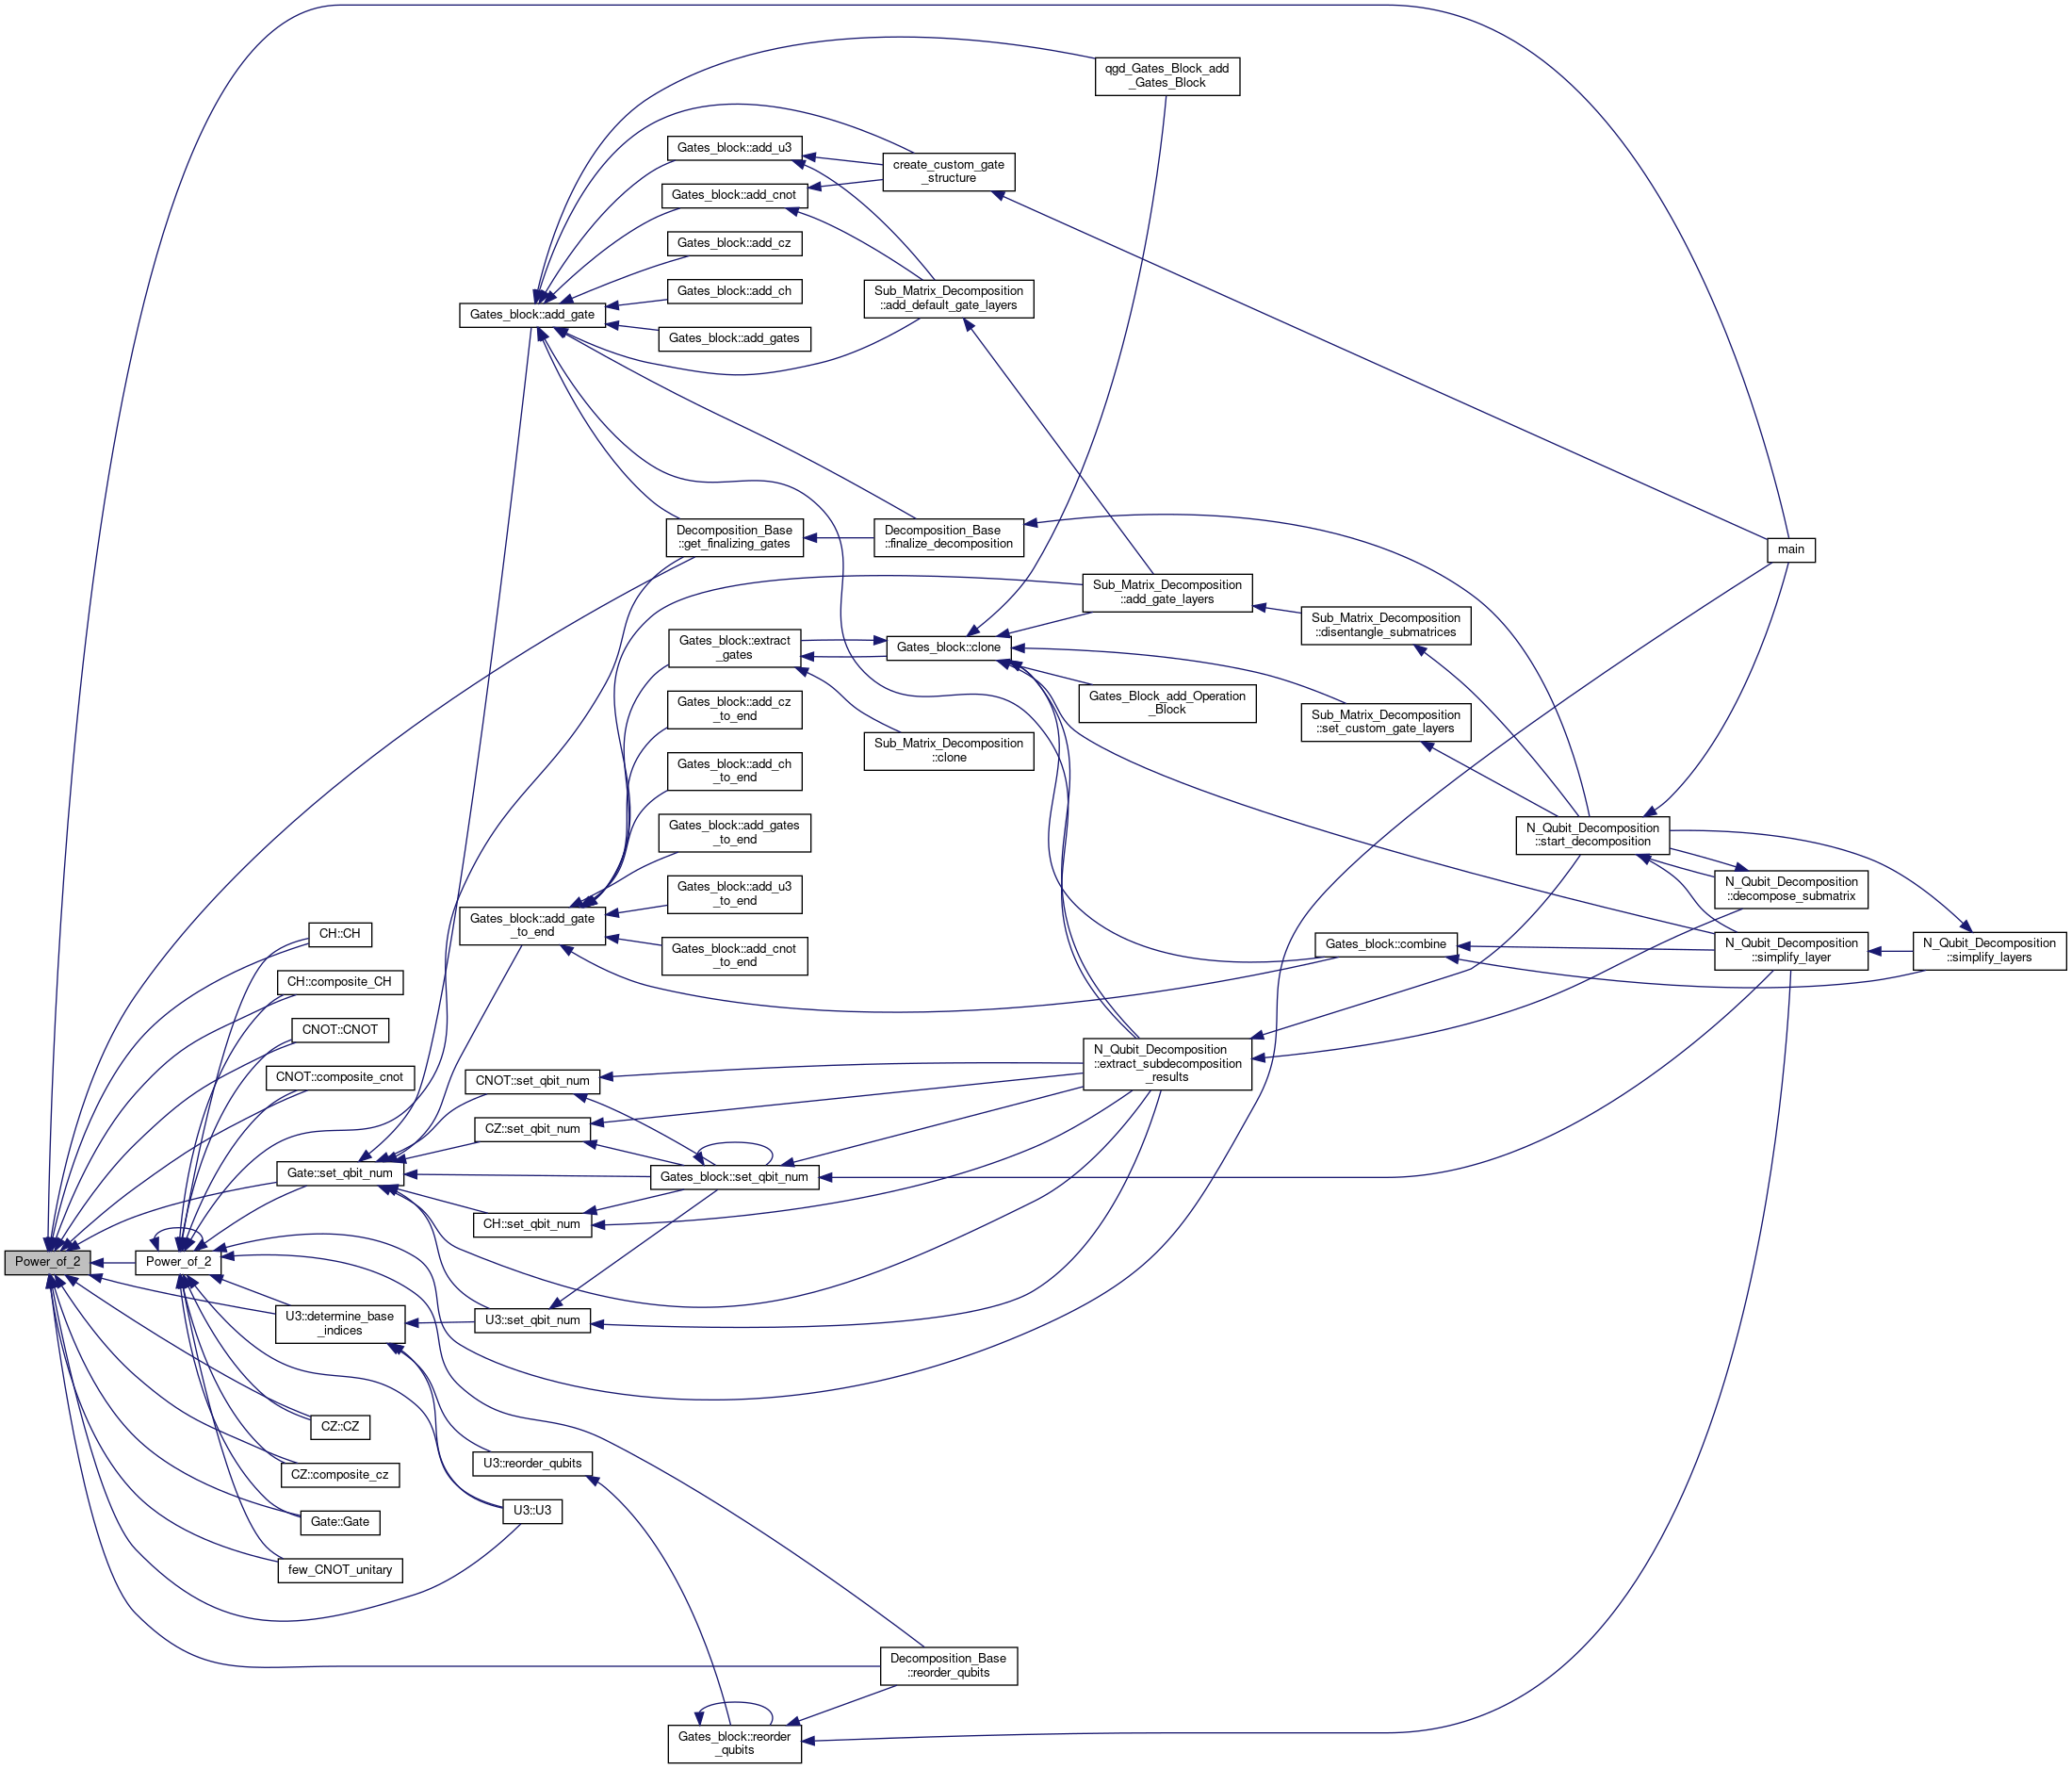 qgd_Gates_Block_add
_Gates_Block
Gates_block::add_u3
create_custom_gate
_structure
Gates_block::add_cnot
Gates_block::add_cz
Gates_block::add_ch
Sub_Matrix_Decomposition
::add_default_gate_layers
Gates_block::add_gate
Gates_block::add_gates
Decomposition_Base
::get_finalizing_gates
Decomposition_Base
::finalize_decomposition
main
Sub_Matrix_Decomposition
::add_gate_layers
Sub_Matrix_Decomposition
::disentangle_submatrices
Gates_block::extract
_gates
Gates_block::clone
Gates_Block_add_Operation
_Block
Gates_block::add_cz
_to_end
Sub_Matrix_Decomposition
::set_custom_gate_layers
Sub_Matrix_Decomposition
::clone
Gates_block::add_ch
_to_end
Gates_block::add_gates
_to_end
N_Qubit_Decomposition
::start_decomposition
Gates_block::add_u3
_to_end
N_Qubit_Decomposition
::decompose_submatrix
Gates_block::add_gate
_to_end
CH::CH
Gates_block::add_cnot
_to_end
Gates_block::combine
N_Qubit_Decomposition
::simplify_layer
N_Qubit_Decomposition
::simplify_layers
CH::composite_CH
CNOT::CNOT
N_Qubit_Decomposition
::extract_subdecomposition
_results
CNOT::composite_cnot
CNOT::set_qbit_num
CZ::set_qbit_num
Gate::set_qbit_num
Gates_block::set_qbit_num
CH::set_qbit_num
Power_of_2
Power_of_2
U3::determine_base
_indices
U3::set_qbit_num
CZ::CZ
U3::reorder_qubits
CZ::composite_cz
U3::U3
Gate::Gate
few_CNOT_unitary
Decomposition_Base
::reorder_qubits
Gates_block::reorder
_qubits